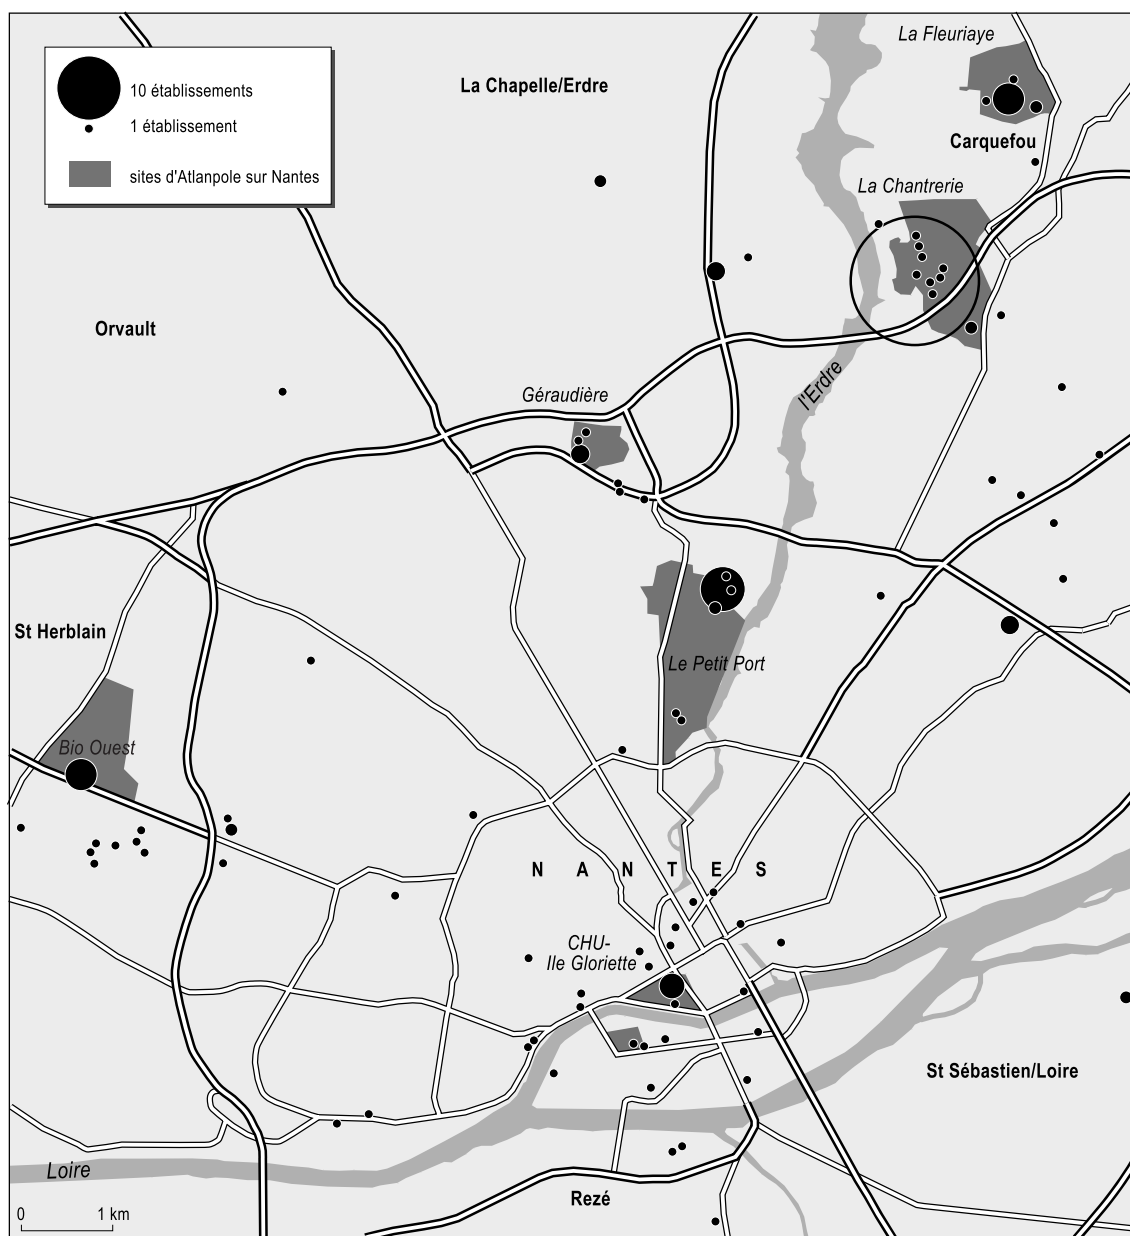 La Fleuriaye
10 établissements
1 établissement
sites d'Atlanpole sur Nantes
La Chapelle/Erdre
Carquefou
La Chantrerie
Orvault
l'Erdre
Géraudière
St Herblain
Le Petit Port
Bio Ouest
N A N T E S
CHU-
Ile Gloriette
St Sébastien/Loire
Loire
Rezé
0 1 km